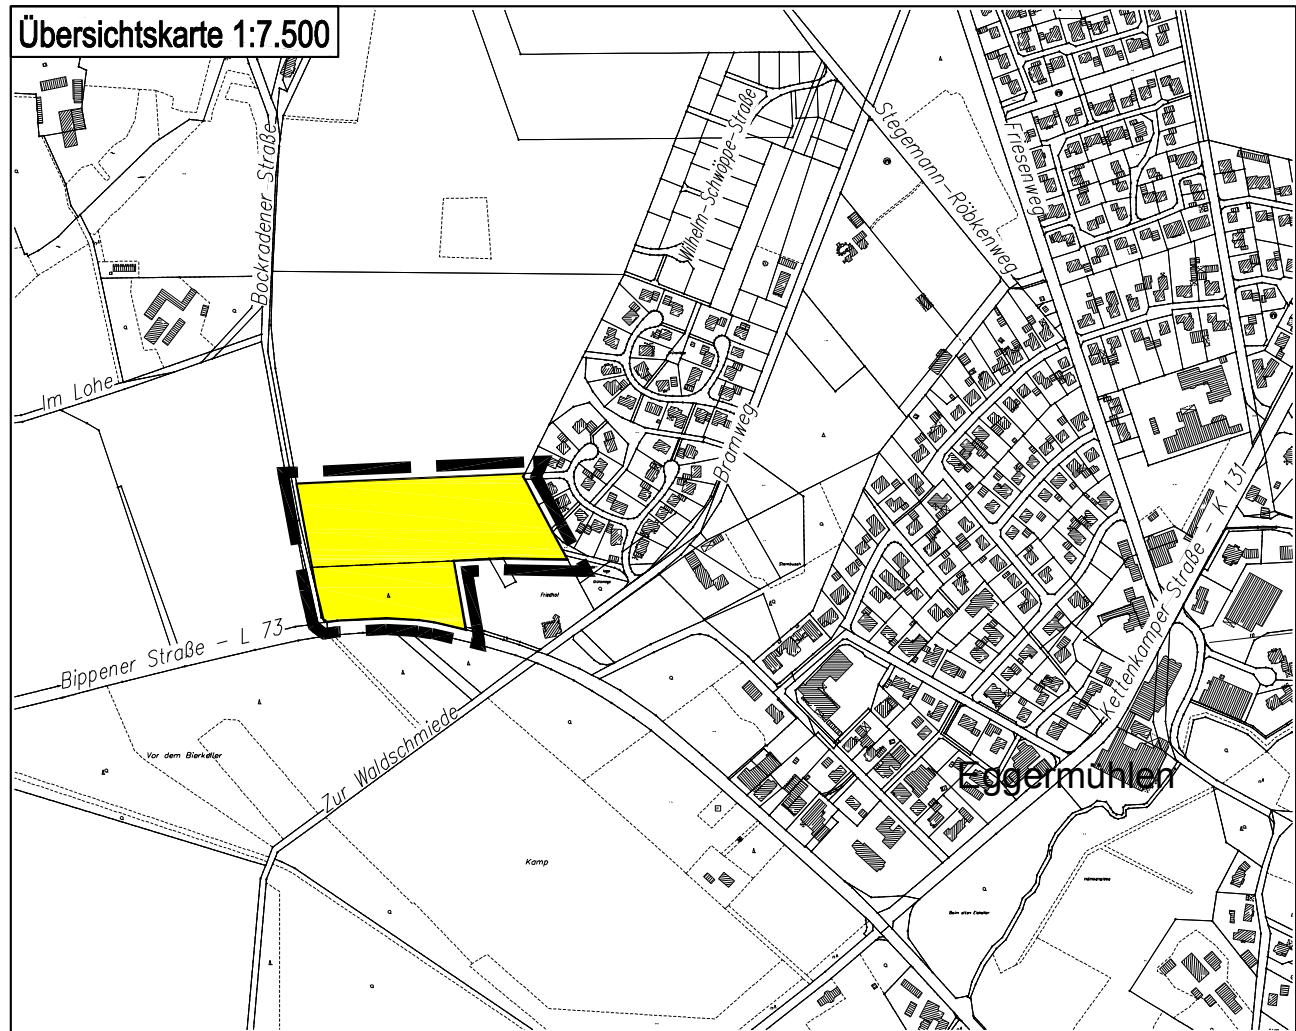 Übersichtskarte 1:7.500
Bockradener Straße
Wilhelm-Schwöppe-Straße
Stegemann-Röbkenweg
Friesenweg
Im Lohe
Bramweg
Kettenkamper Straße - K 131
Friedhof
Bippener Straße - L 73
Vor dem Bierkeller
Zur Waldschmiede
Eggermühlen
Kamp